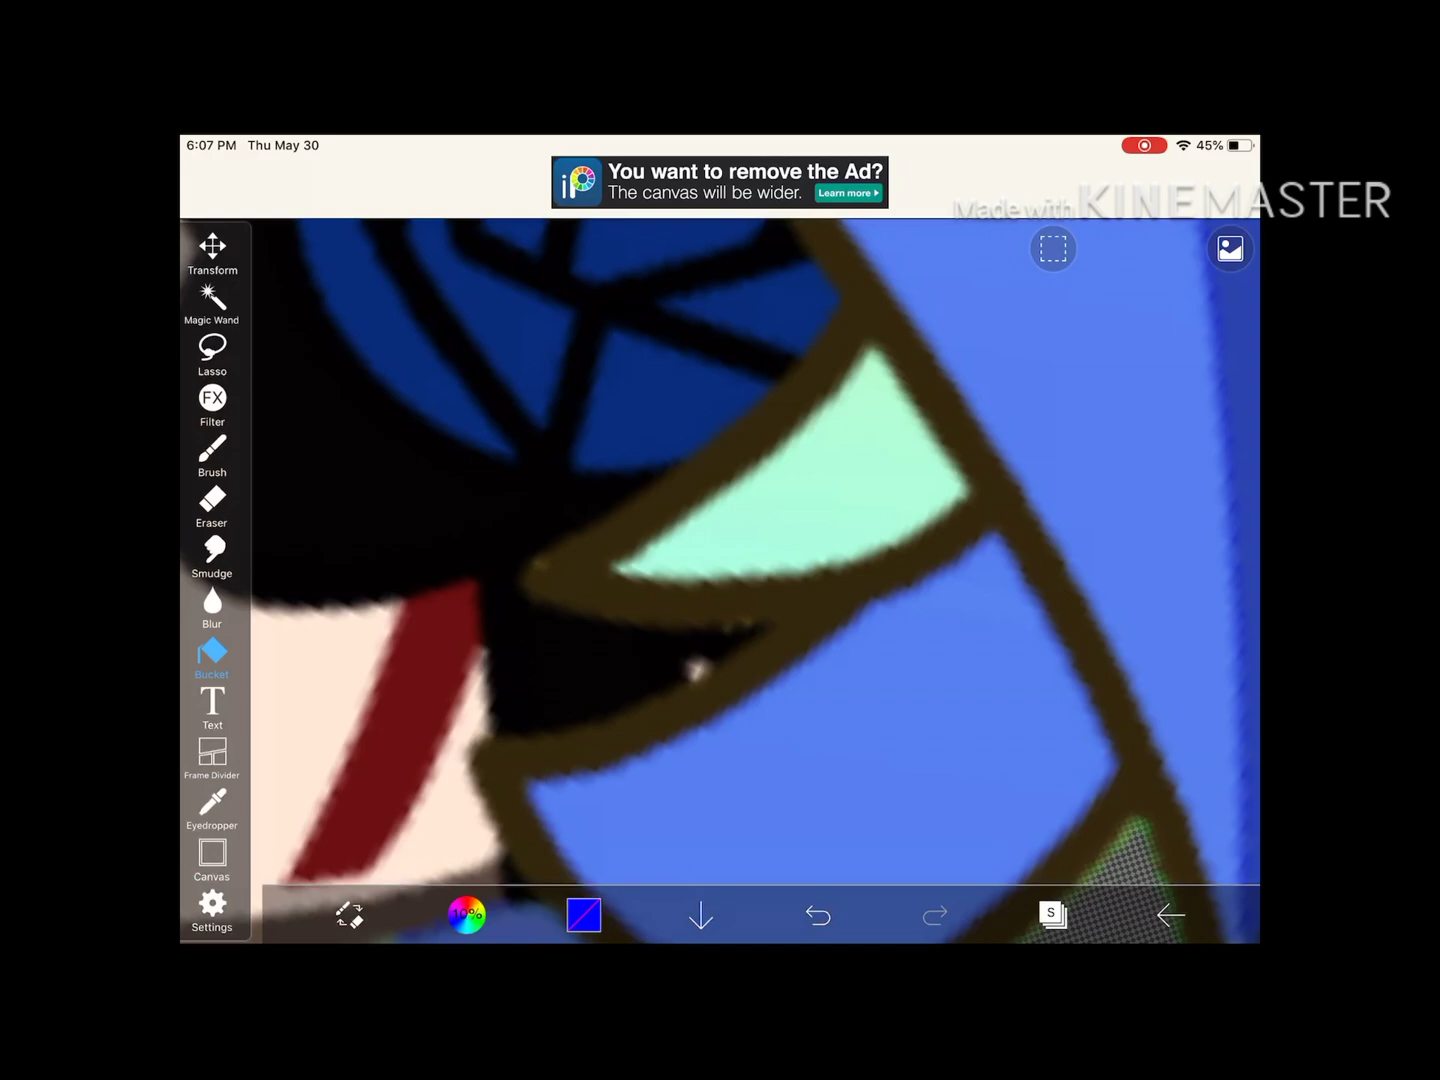 6:07 PM Thu May 30
45%
iP
You want to remove the Ad?
The canvas will be wider. Learn more
Made with KINEMASTER
Transform
Magic Wand
Lasso
FX
Filter
Brush
Eraser
Smudge
Blur
Bucket
T
Text
Frame Divider
Eyedropper
Canvas
Settings
10%
S